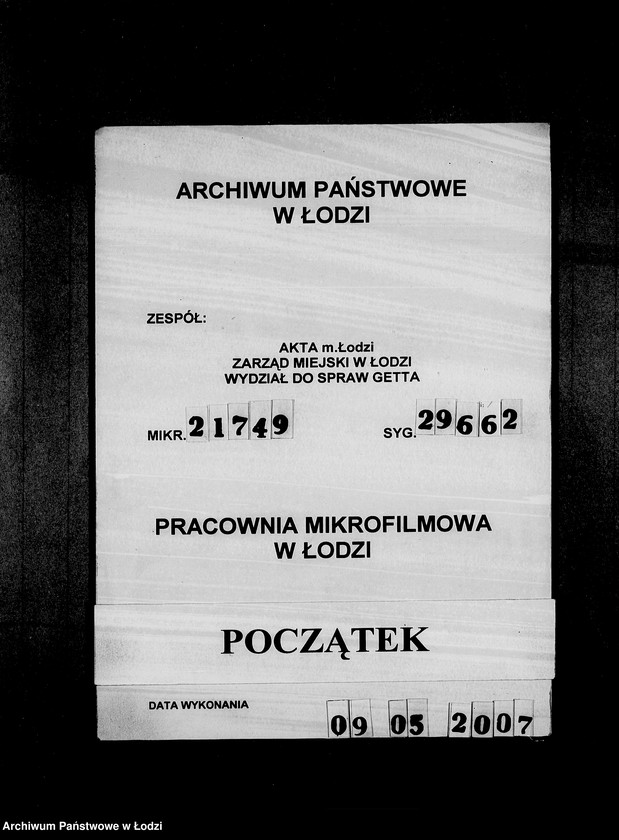 ARCHIWUM PAŃSTWOWE
W ŁODZI
ZESPÓŁ:
AKTA m.Łodzi
ZARZĄD MIEJSKI W ŁODZI
WYDZIAŁ DO SPRAW GETTA
MIKR. 21749 SYG. 29662
PRACOWNIA MIKROFILMOWA
W ŁODZI
POCZĄTEK
DATA WYKONANIA 09 05 2007
Archiwum Państwowe w Łodzi